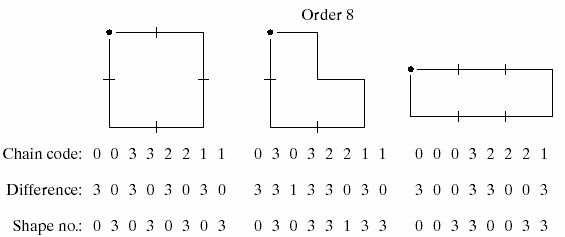 Order 8
Chain code: 0 0 3 3 2 2 1 1 0 3 0 3 2 2 1 1 0 0 0 3 2 2 2 1
Difference: 3 0 3 0 3 0 3 0 3 3 1 3 3 0 3 0 3 0 0 3 3 0 0 3
Shape no.: 0 3 0 3 0 3 0 3 0 3 0 3 3 1 3 3 0 0 3 3 0 0 3 3